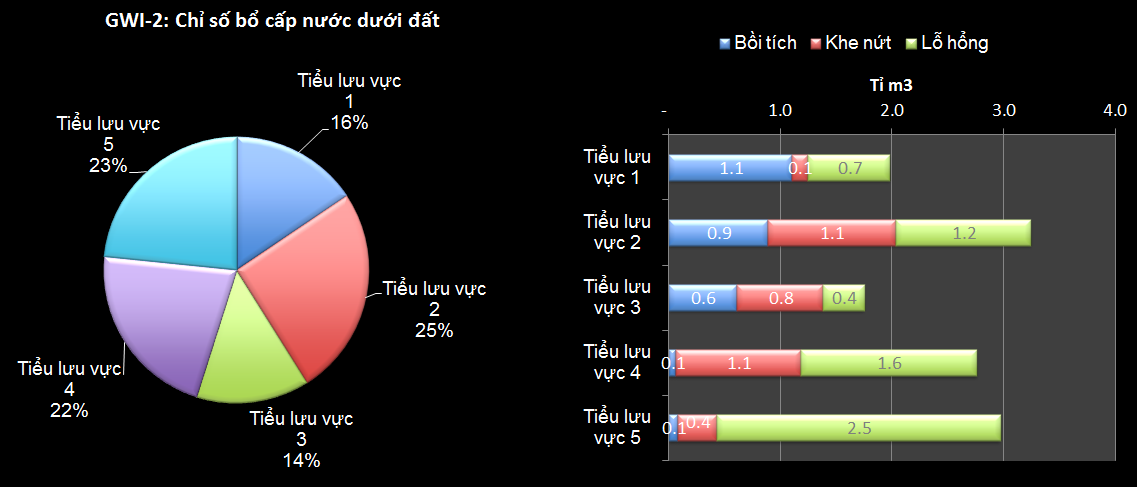 GWI-2: Chỉ số bổ cấp nước dưới đất
Tiểu lưu vực
1
16%
Tiểu lưu vực
5
23%
Tiểu lưu vực
2
25%
Tiểu lưu vực
4
22%
Tiểu lưu vực
3
14%
Bồi tích Khe nứt Lỗ hổng
Tỉ m3
- 1.0 2.0 3.0 4.0
Tiểu lưu
vực 1
1.1 0.1 0.7
Tiểu lưu
vực 2
0.9 1.1 1.2
Tiểu lưu
vực 3
0.6 0.8 0.4
Tiểu lưu
vực 4
0.1 1.1 1.6
Tiểu lưu
vực 5
0.1 0.4 2.5